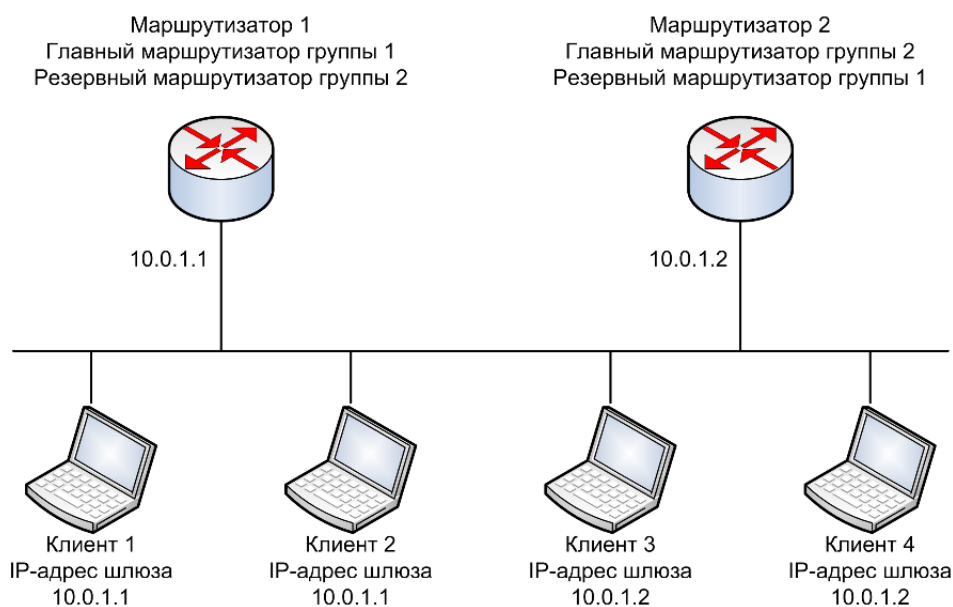 Маршрутизатор 1
Главный маршрутизатор группы 1
Резервный маршрутизатор группы 2
Маршрутизатор 2
Главный маршрутизатор группы 2
Резервный маршрутизатор группы 1
10.0.1.1
10.0.1.2
Клиент 1
IP-адрес шлюза
10.0.1.1
Клиент 2
IP-адрес шлюза
10.0.1.1
Клиент 3
IP-адрес шлюза
10.0.1.2
Клиент 4
IP-адрес шлюза
10.0.1.2